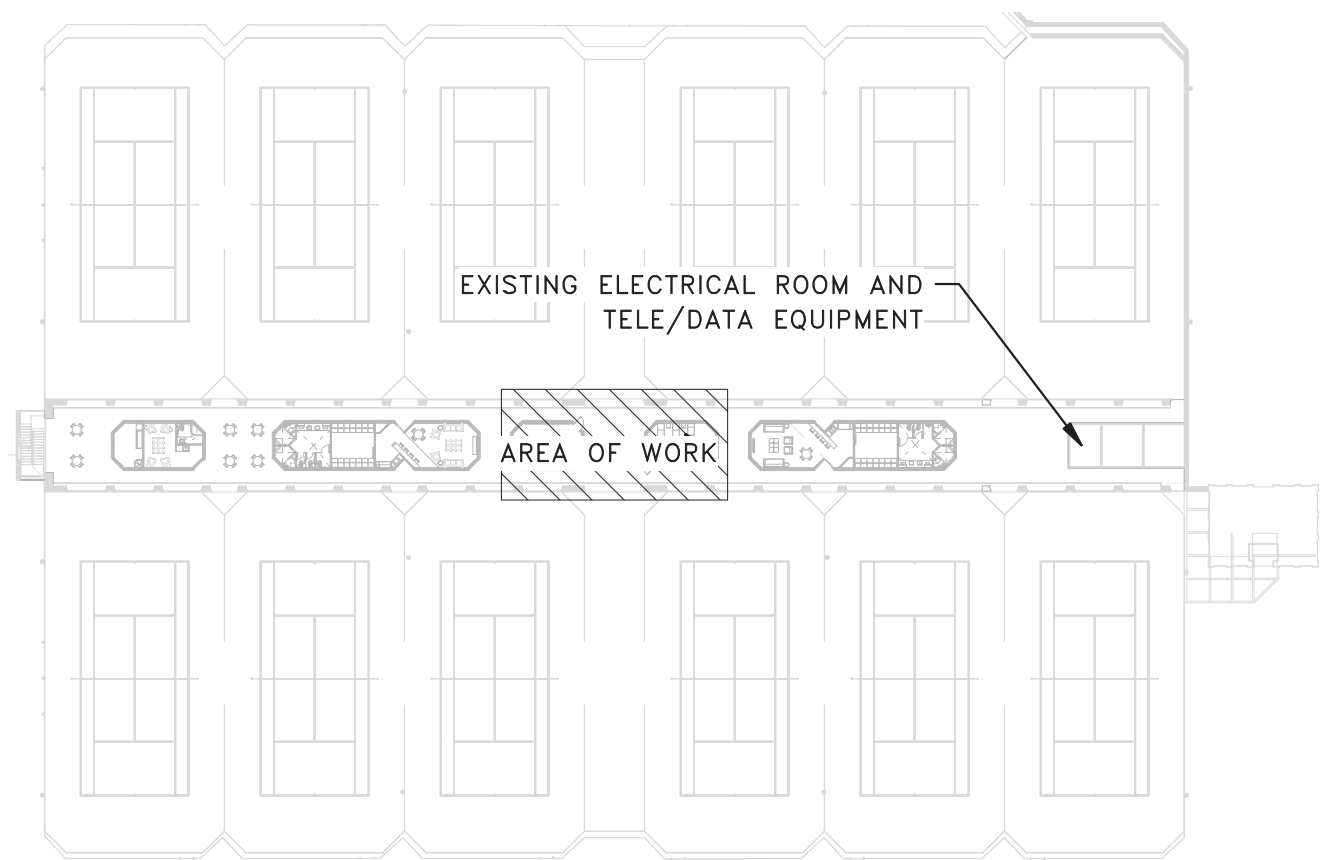 EXISTING ELECTRICAL ROOM AND
TELE/DATA EQUIPMENT
AREA OF WORK